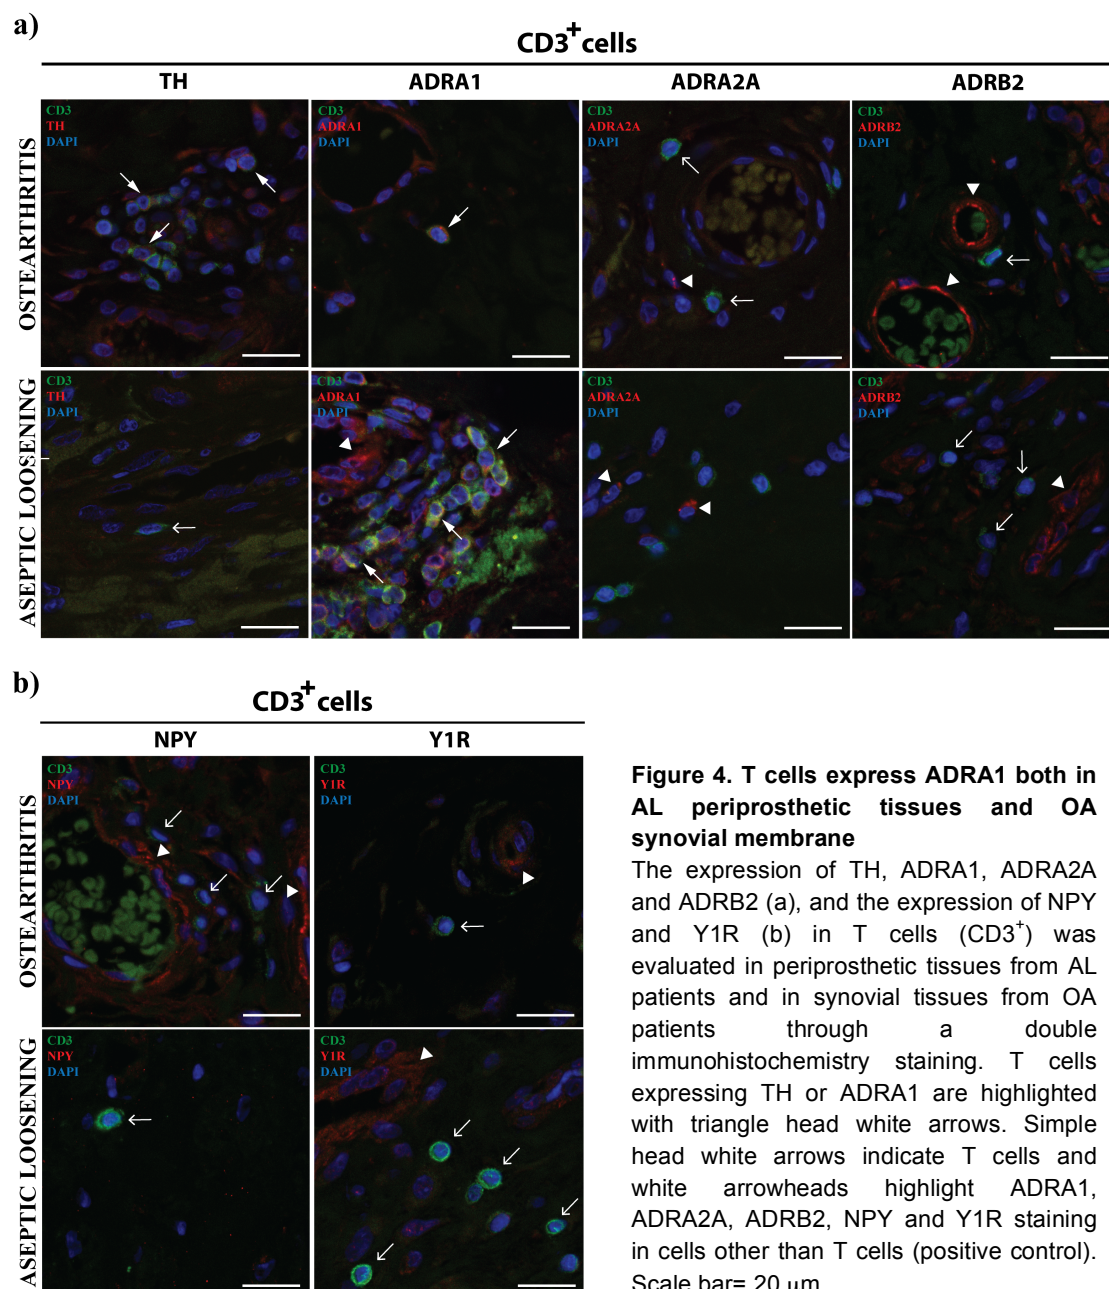 a)
CD3+cells
TH ADRA1 ADRA2A ADRB2
OSTEARTHRITIS
CD3
TH
DAPI
CD3
ADRA1
DAPI
CD3
ADRA2A
DAPI
CD3
ADRB2
DAPI
ASEPTIC LOOSENING
CD3
TH
DAPI
CD3
ADRA1
DAPI
CD3
ADRA2A
DAPI
CD3
ADRB2
DAPI
b)
CD3+cells
NPY Y1R
OSTEARTHRITIS
CD3
NPY
DAPI
CD3
Y1R
DAPI
ASEPTIC LOOSENING
CD3
NPY
DAPI
CD3
Y1R
DAPI
Figure 4. T cells express ADRA1 both in
AL periprosthetic tissues and OA
synovial membrane
The expression of TH, ADRA1, ADRA2A
and ADRB2 (a), and the expression of NPY
and Y1R (b) in T cells (CD3+) was
evaluated in periprosthetic tissues from AL
patients and in synovial tissues from OA
patients through a double
immunohistochemistry staining. T cells
expressing TH or ADRA1 are highlighted
with triangle head white arrows. Simple
head white arrows indicate T cells and
white arrowheads highlight ADRA1,
ADRA2A, ADRB2, NPY and Y1R staining
in cells other than T cells (positive control).
Scale bar= 20 µm